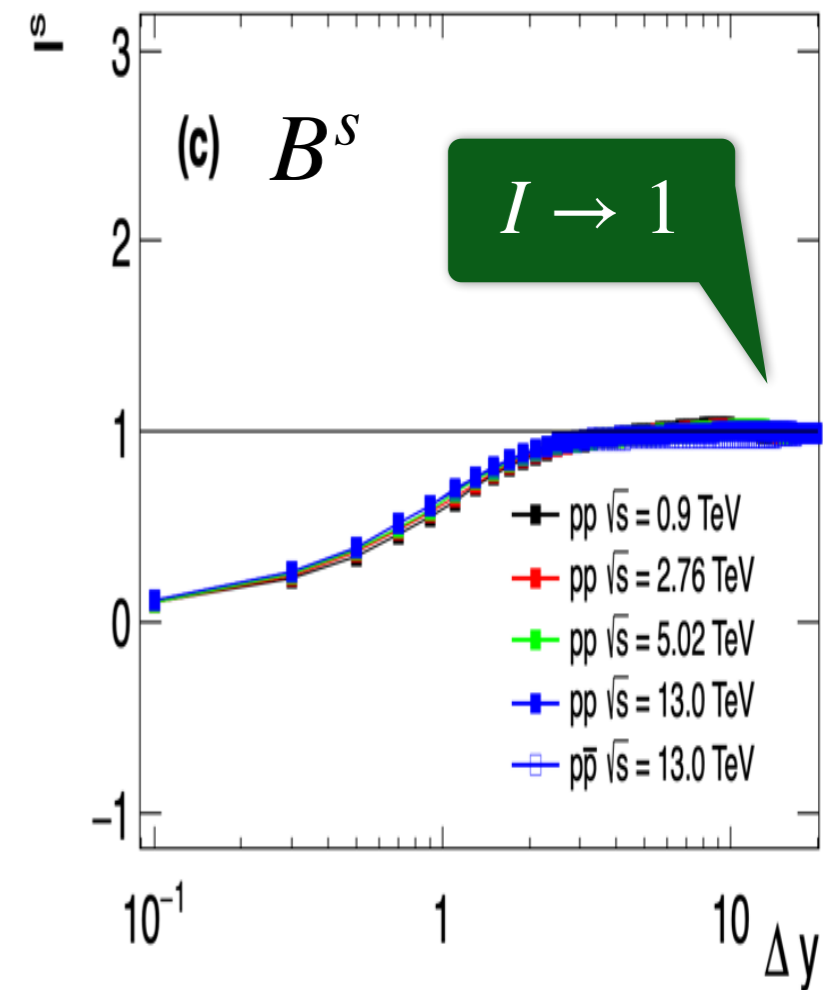 I^s
3
(c) B^s
I → 1
2
1
0
−1
pp √s = 0.9 TeV
pp √s = 2.76 TeV
pp √s = 5.02 TeV
pp √s = 13.0 TeV
pp̄ √s = 13.0 TeV
10⁻¹ 1 10
Δ y